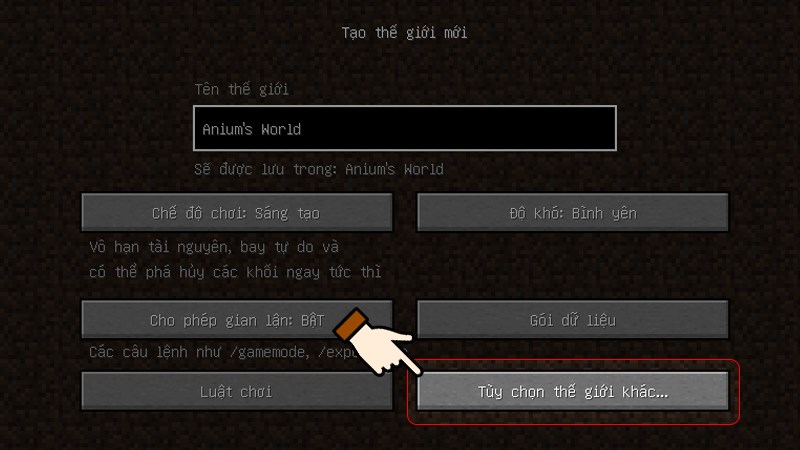 Tạo thế giới mới
Tên thế giới
Anium's World
Sẽ được lưu trong: Anium's World
Chế độ chơi: Sáng tạo
Độ khó: Bình yên
Vô hạn tài nguyên, bay tự do và
có thể phá hủy các khối ngay tức thì
Cho phép gian lận: BẬT
Gói dữ liệu
Các câu lệnh như /gamemode,
Luật chơi
Tùy chọn thế giới khác...